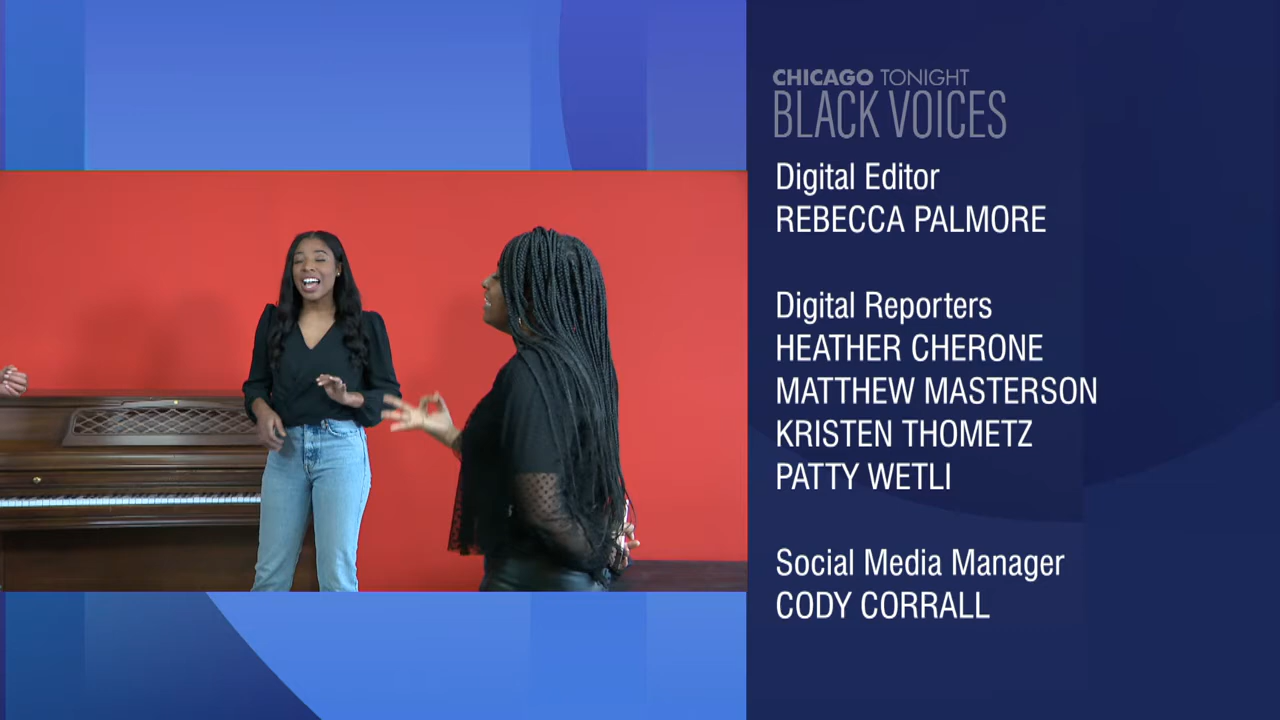 CHICAGO TONIGHT
BLACK VOICES
Digital Editor
REBECCA PALMORE
Digital Reporters
HEATHER CHERONE
MATTHEW MASTERSON
KRISTEN THOMETZ
PATTY WETLI
Social Media Manager
CODY CORRALL